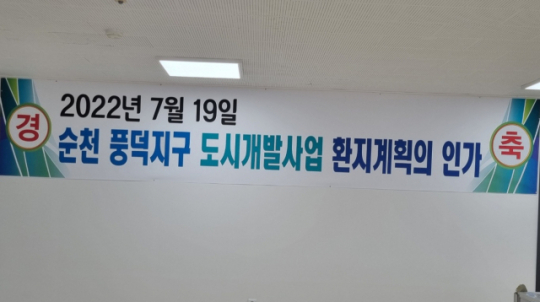 2022년 7월 19일
경 순천 풍덕지구 도시개발사업 환지계획의 인가 축